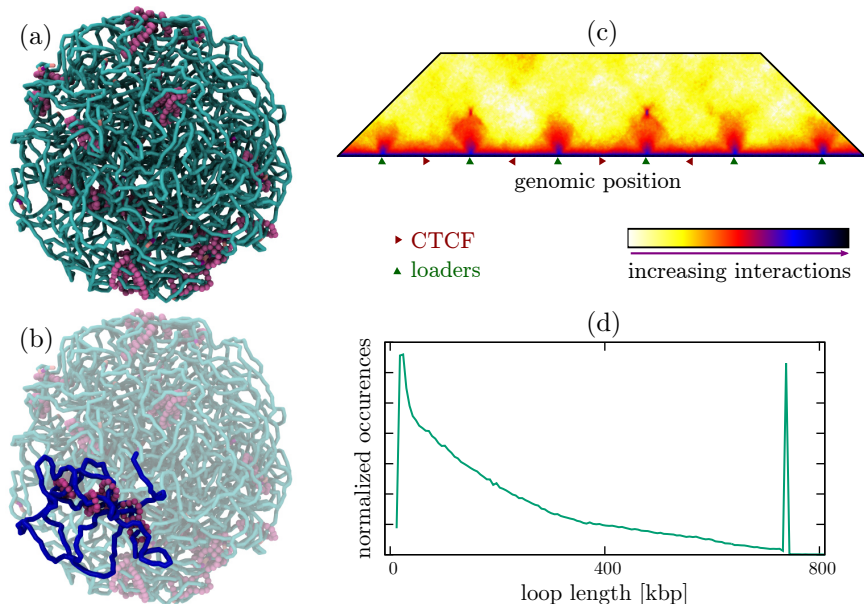 (a)
(c)
genomic position
CTCF
loaders
increasing interactions
(b)
(d)
normalized occurences
0
400
800
loop length [kbp]